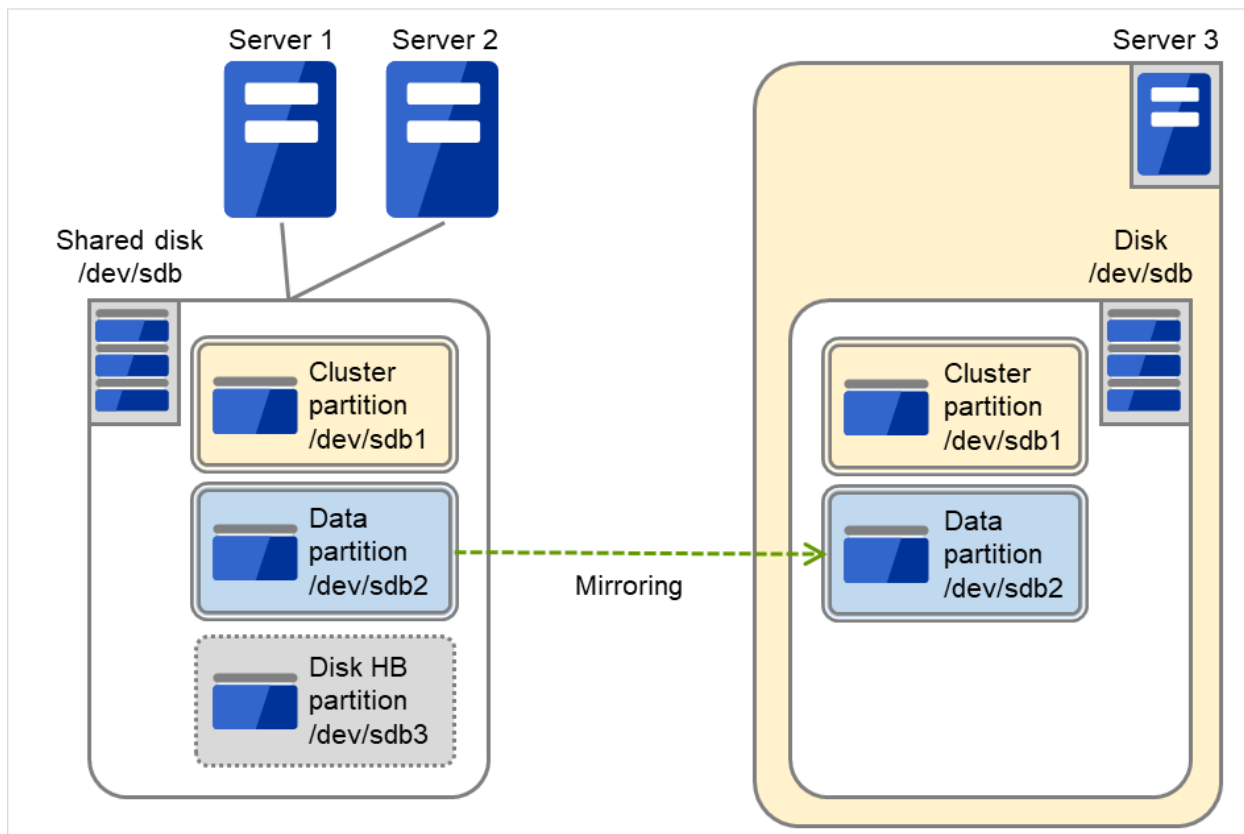 Server 1
Server 2
Server 3
Shared disk
/dev/sdb
Disk
/dev/sdb
Cluster
partition
/dev/sdb1
Data
partition
/dev/sdb2
Disk HB
partition
/dev/sdb3
Mirroring
Cluster
partition
/dev/sdb1
Data
partition
/dev/sdb2